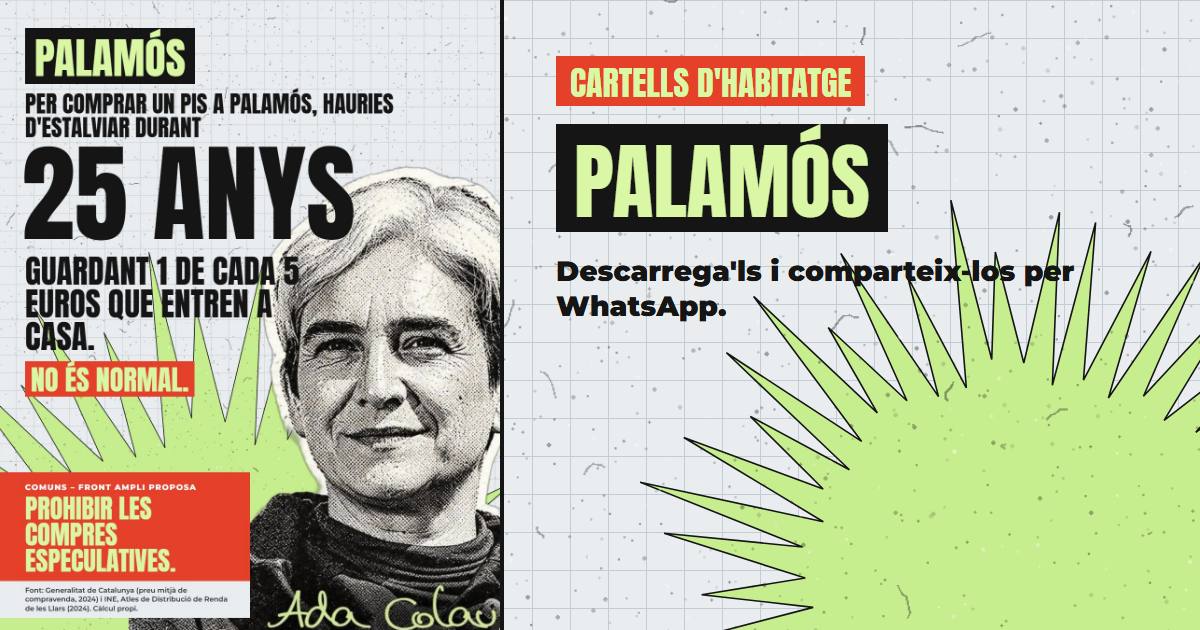 PALAMÓS
PER COMPRAR UN PIS A PALAMÓS, HAURIES
D'ESTALVIAR DURANT
25 ANYS
GUARDANT 1 DE CADA 5
EUROS QUE ENTREN A
CASA.
NO ÉS NORMAL.
COMUNS – FRONT AMPLI PROPOSA
PROHIBIR LES
COMPRES
ESPECULATIVES.
Font: Generalitat de Catalunya (preu mitjà de
compravenda, 2024) i INE, Atles de Distribució de Renda
de les Llars (2024). Càlcul propi.
Ada Colau
CARTELLS D'HABITATGE
PALAMÓS
Descarrega'ls i comparteix-los per
WhatsApp.